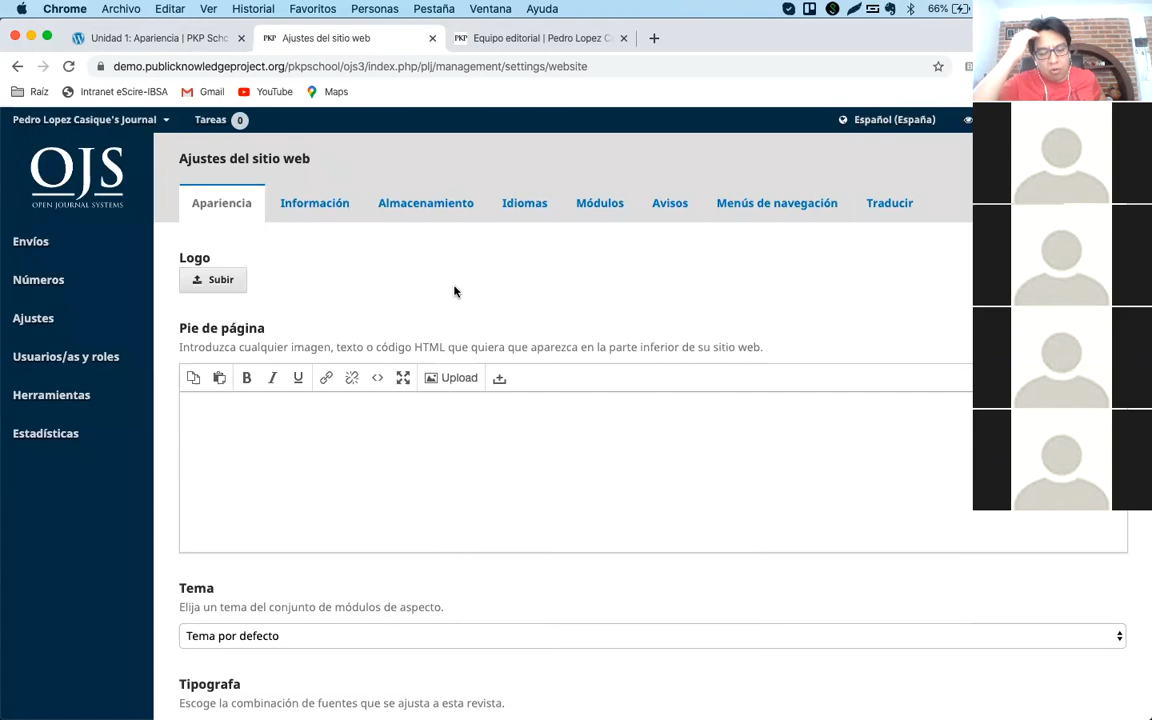 Chrome Archivo Editar Ver Historial Favoritos Personas Pestaña Ventana Ayuda 66%
Unidad 1: Apariencia | PKP Scho
PKP Ajustes del sitio web
PKP Equipo editorial | Pedro Lopez C
demo.publicknowledgeproject.org/pkpschool/ojs3/index.php/plj/management/settings/website
Raíz Intranet eScire-IBSA Gmail YouTube Maps
Pedro Lopez Casique's Journal Tareas 0 Español (España)
OJS
OPEN JOURNAL SYSTEMS
Envíos
Números
Ajustes
Usuarios/as y roles
Herramientas
Estadísticas
Ajustes del sitio web
Apariencia Información Almacenamiento Idiomas Módulos Avisos Menús de navegación Traducir
Logo
Subir
Pie de página
Introduzca cualquier imagen, texto o código HTML que quiera que aparezca en la parte inferior de su sitio web.
B I U Upload
Tema
Elija un tema del conjunto de módulos de aspecto.
Tema por defecto
Tipografa
Escoge la combinación de fuentes que se ajusta a esta revista.